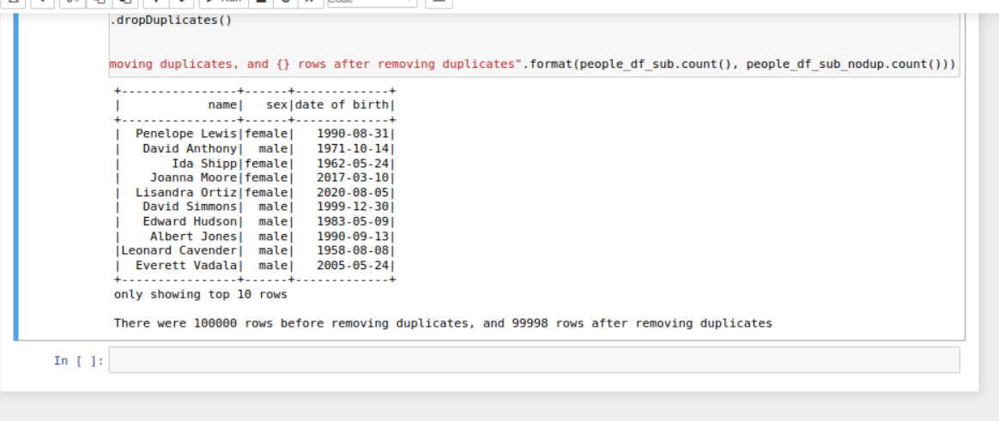 Run
Code
.dropDuplicates()
moving duplicates, and {} rows after removing duplicates".format(people_df_sub.count(), people_df_sub_nodup.count()))
+----------------+------+-------------+
|            name|   sex|date of birth|
+----------------+------+-------------+
|  Penelope Lewis|female|   1990-08-31|
|   David Anthony|  male|   1971-10-14|
|       Ida Shipp|female|   1962-05-24|
|    Joanna Moore|female|   2017-03-10|
|  Lisandra Ortiz|female|   2020-08-05|
|   David Simmons|  male|   1999-12-30|
|   Edward Hudson|  male|   1983-05-09|
|    Albert Jones|  male|   1990-09-13|
|Leonard Cavender|  male|   1958-08-08|
|  Everett Vadala|  male|   2005-05-24|
+----------------+------+-------------+
only showing top 10 rows
There were 100000 rows before removing duplicates, and 99998 rows after removing duplicates
In [ ]: